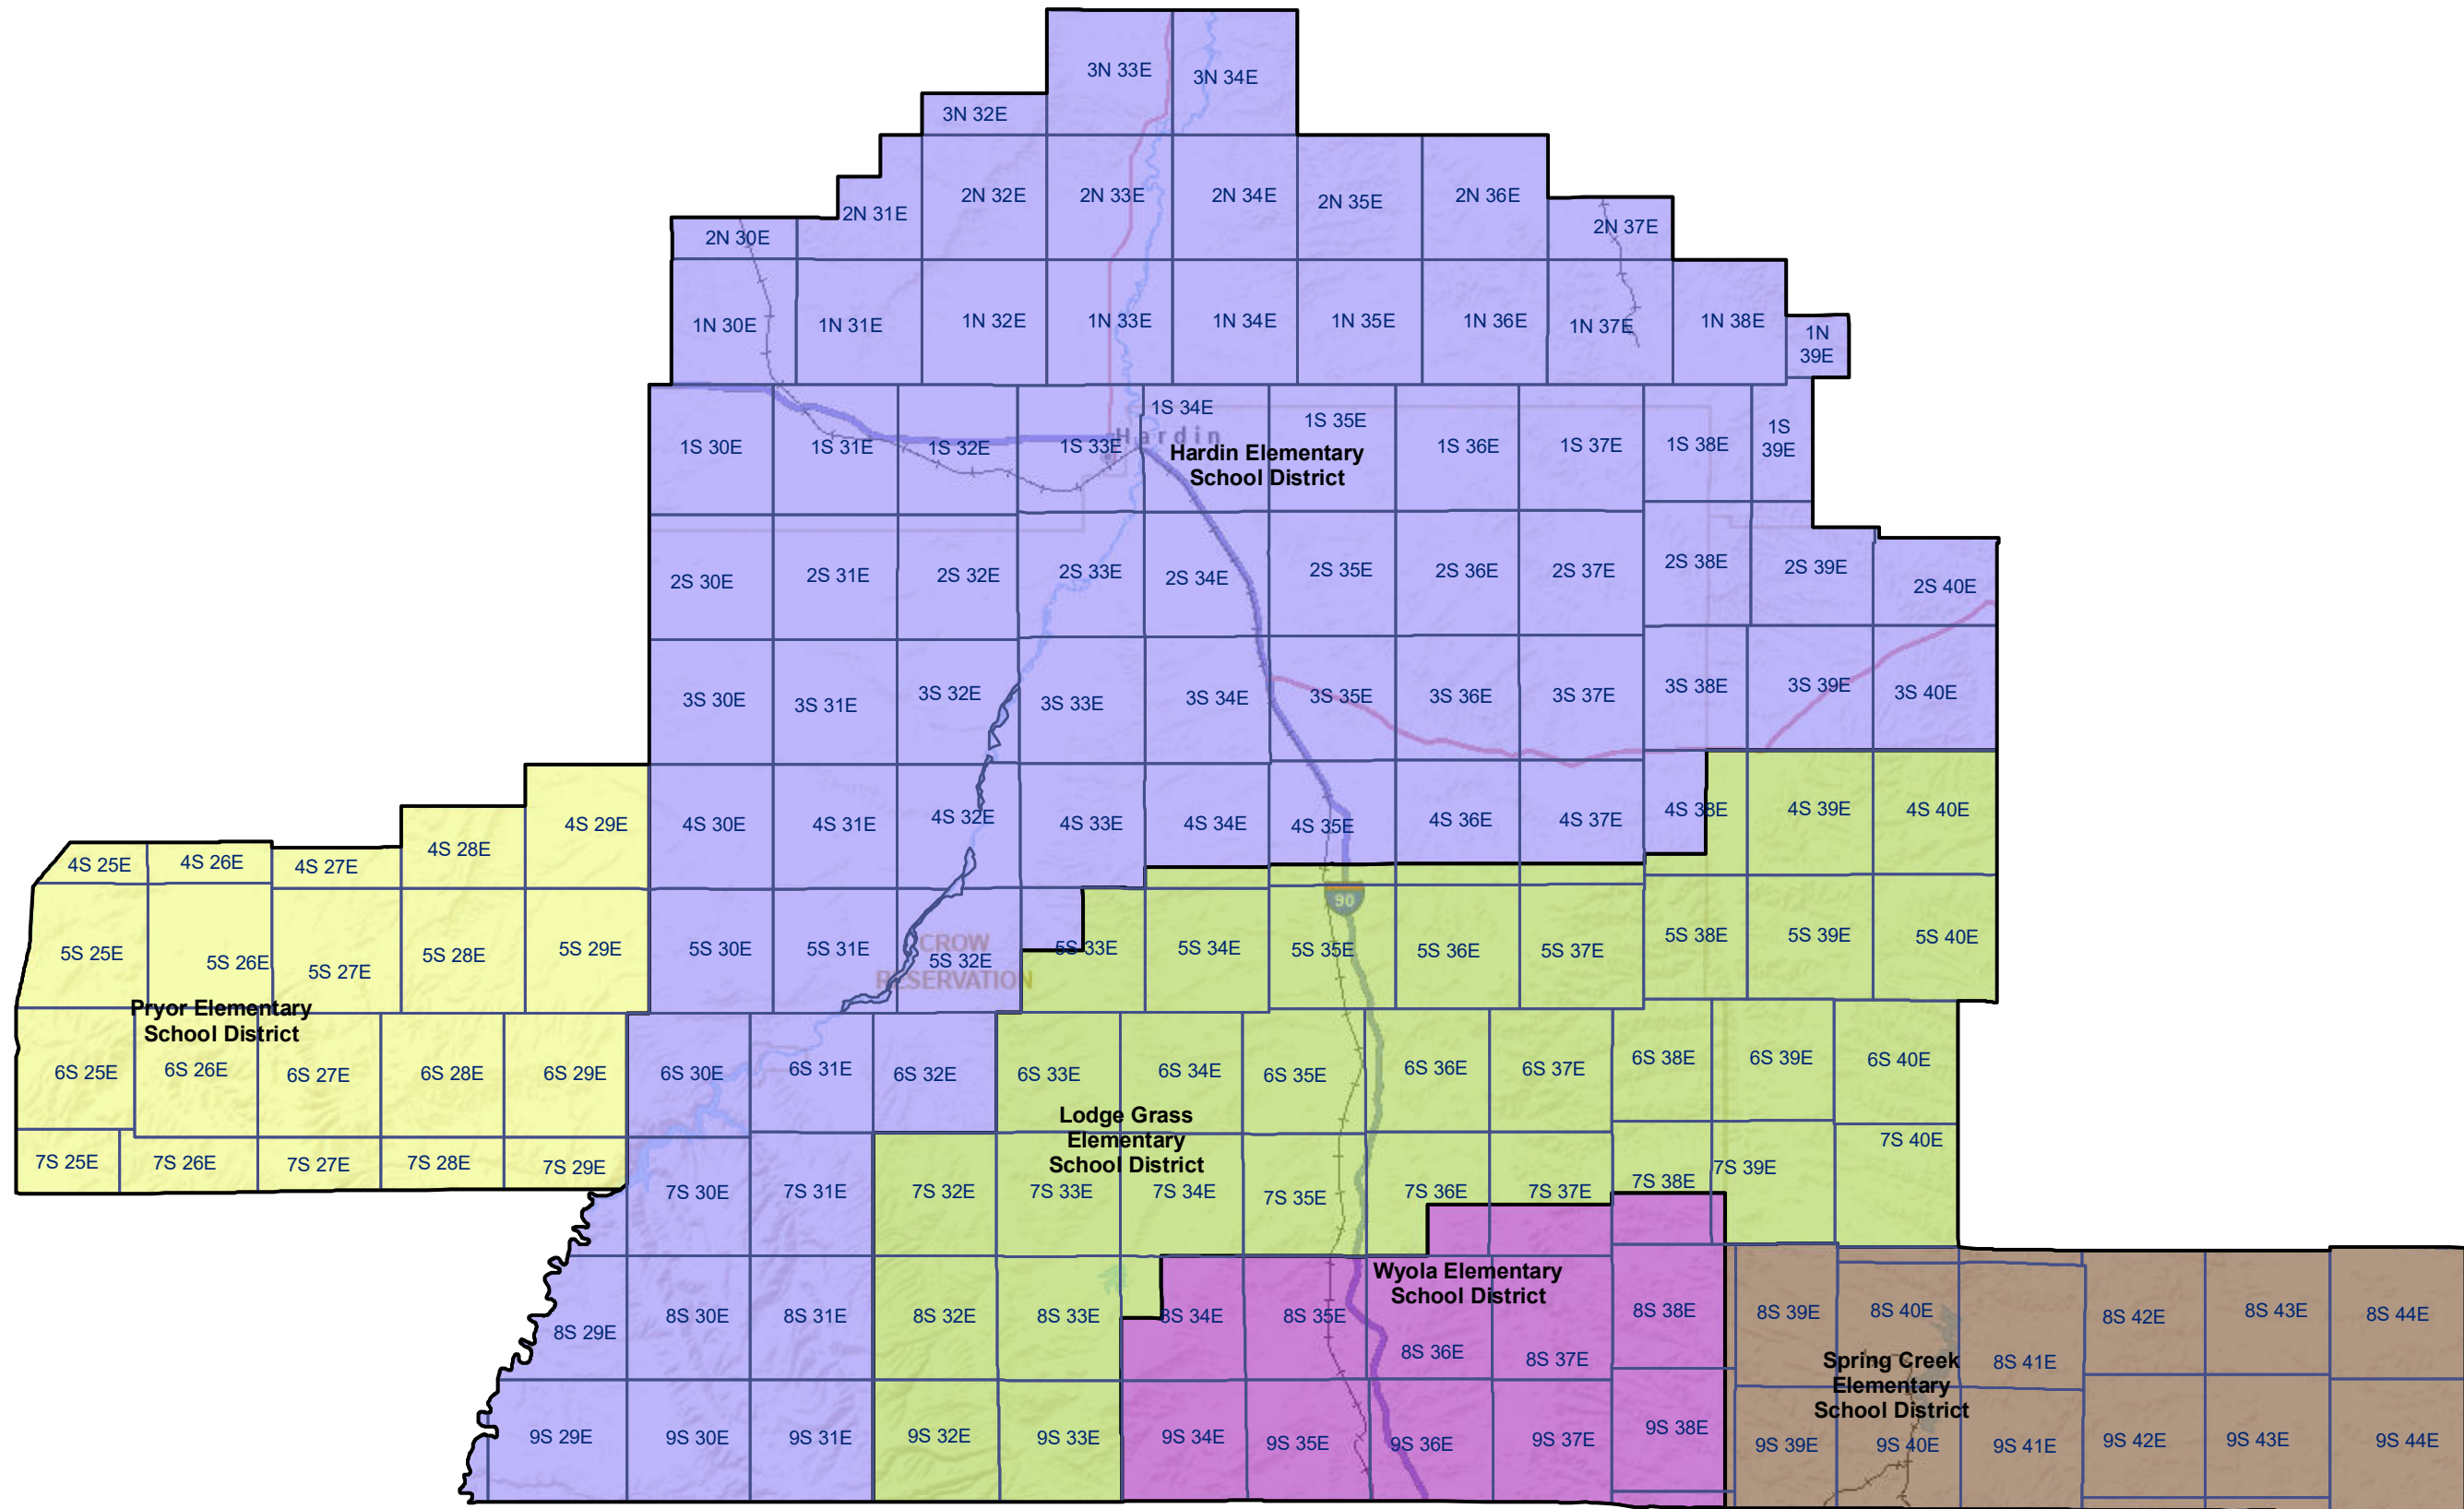 3N 33E
3N 34E
3N 32E
2N 30E
2N 31E
2N 32E
2N 33E
2N 34E
2N 35E
2N 36E
2N 37E
1N 30E
1N 31E
1N 32E
1N 33E
1N 34E
1N 35E
1N 36E
1N 37E
1N 38E
1N
39E
1S 30E
1S 31E
1S 32E
1S 33E
Hardin
1S 34E
1S 35E
1S 36E
1S 37E
1S 38E
1S
39E
Hardin Elementary
School District
2S 30E
2S 31E
2S 32E
2S 33E
2S 34E
2S 35E
2S 36E
2S 37E
2S 38E
2S 39E
2S 40E
3S 30E
3S 31E
3S 32E
3S 33E
3S 34E
3S 35E
3S 36E
3S 37E
3S 38E
3S 39E
3S 40E
4S 25E
4S 26E
4S 27E
4S 28E
4S 29E
4S 30E
4S 31E
4S 32E
4S 33E
4S 34E
4S 35E
4S 36E
4S 37E
4S 38E
4S 39E
4S 40E
90
5S 25E
5S 26E
5S 27E
5S 28E
5S 29E
5S 30E
5S 31E
CROW
5S 32E
RESERVATION
5S 33E
5S 34E
5S 35E
5S 36E
5S 37E
5S 38E
5S 39E
5S 40E
Pryor Elementary
School District
6S 25E
6S 26E
6S 27E
6S 28E
6S 29E
6S 30E
6S 31E
6S 32E
6S 33E
6S 34E
6S 35E
6S 36E
6S 37E
6S 38E
6S 39E
6S 40E
Lodge Grass
Elementary
School District
7S 25E
7S 26E
7S 27E
7S 28E
7S 29E
7S 30E
7S 31E
7S 32E
7S 33E
7S 34E
7S 35E
7S 36E
7S 37E
7S 38E
7S 39E
7S 40E
Wyola Elementary
School District
8S 29E
8S 30E
8S 31E
8S 32E
8S 33E
8S 34E
8S 35E
8S 36E
8S 37E
8S 38E
8S 39E
8S 40E
8S 41E
8S 42E
8S 43E
8S 44E
Spring Creek
Elementary
School District
9S 29E
9S 30E
9S 31E
9S 32E
9S 33E
9S 34E
9S 35E
9S 36E
9S 37E
9S 38E
9S 39E
9S 40E
9S 41E
9S 42E
9S 43E
9S 44E